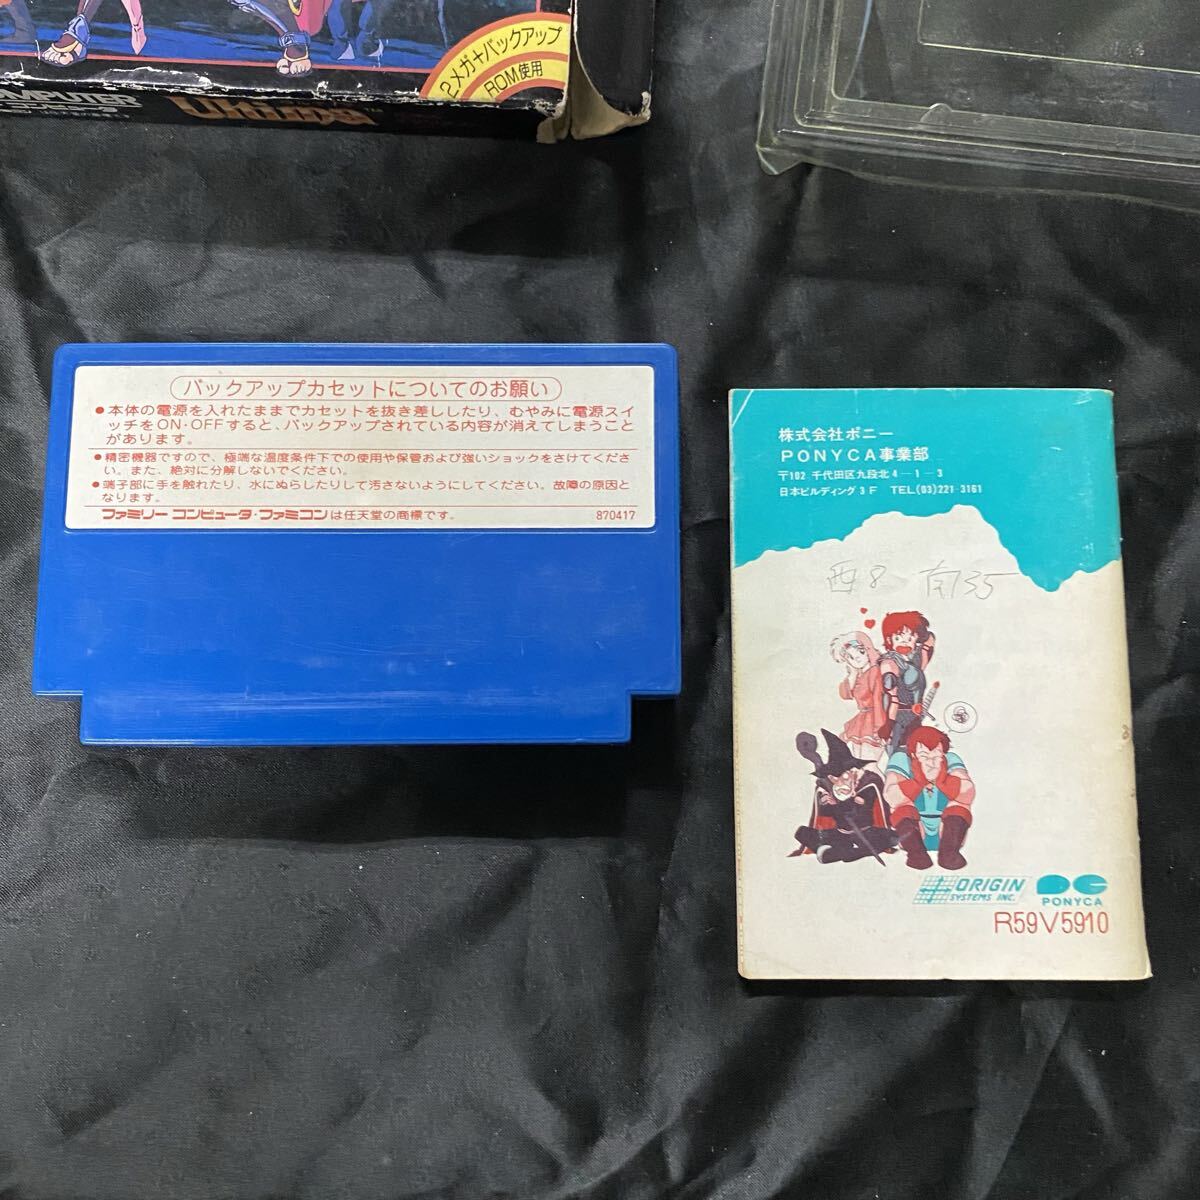 2メガ+バックアップ
ROM使用
COMPUTER
Ultima
バックアップカセットについてのお願い
●本体の電源を入れたままでカセットを抜き差ししたり、むやみに電源スイ
ッチをON・OFFすると、バックアップされている内容が消えてしまうこと
があります。
●精密機器ですので、極端な温度条件下での使用や保管および強いショックをさけてくださ
い。また、絶対に分解しないでください。
●端子部に手を触れたり、水にぬらしたりして汚さないようにしてください。故障の原因と
なります。
ファミリー コンピュータ・ファミコンは任天堂の商標です。 870417
株式会社ポニー
PONYCA事業部
〒102 千代田区九段北4-1-3
日本ビルディング3F TEL(03)221-3161
西8 有135
ORIGIN
SYSTEMS INC.
PC
PONYCA
R59V5910